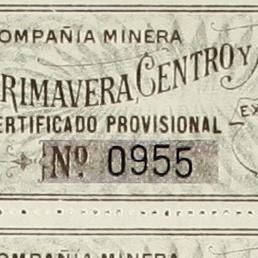 COMPAÑIA MINERA
PRIMAVERA, CENTRO Y
CERTIFICADO PROVISIONAL
Nº 0955
COMPAÑIA MINERA